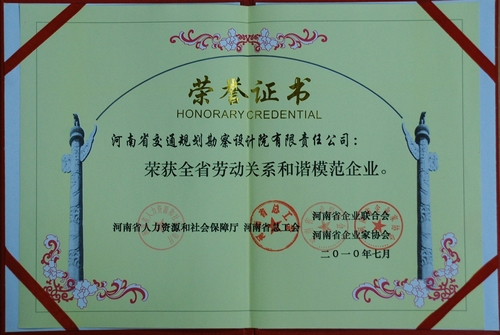 荣誉证书
HONORARY CREDENTIAL
河南省交通规划勘察设计院有限责任公司：
荣获全省劳动关系和谐模范企业。
河南省人力资源和社会保障厅 河南省总工会
河南省企业联合会
河南省企业家协会
二〇一〇年七月